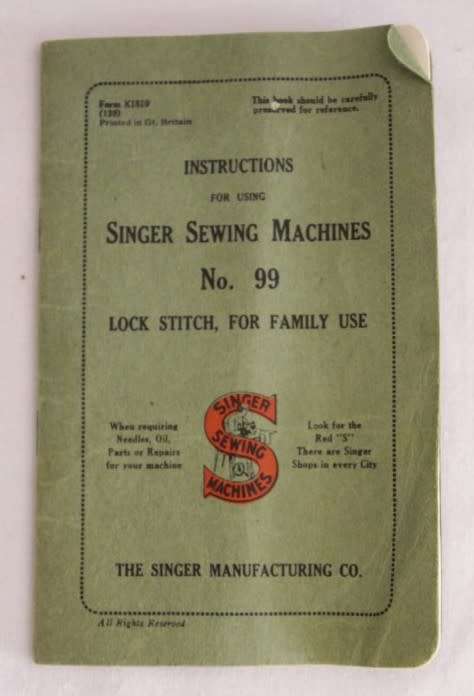 Form K1859
(138)
Printed in Gt. Britain
This book should be carefully
preserved for reference.
INSTRUCTIONS
FOR USING
SINGER SEWING MACHINES
No. 99
LOCK STITCH, FOR FAMILY USE
When requiring
Needles, Oil,
Parts or Repairs
for your machine
SINGER
SEWING
MACHINES
Look for the
Red "S"
There are Singer
Shops in every City
THE SINGER MANUFACTURING CO.
All Rights Reserved